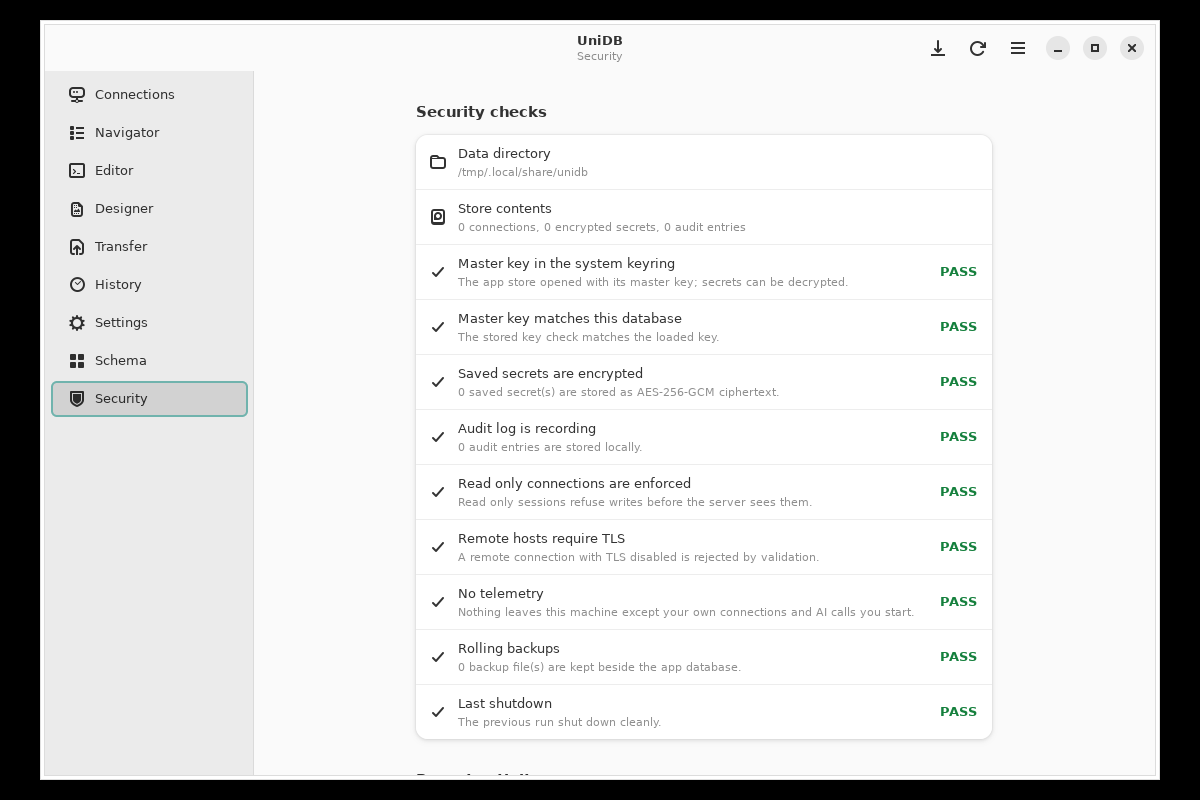 UniDB
Security
Connections
Navigator
Editor
Designer
Transfer
History
Settings
Schema
Security
Security checks
Data directory
/tmp/.local/share/unidb
Store contents
0 connections, 0 encrypted secrets, 0 audit entries
Master key in the system keyring
The app store opened with its master key; secrets can be decrypted.
PASS
Master key matches this database
The stored key check matches the loaded key.
PASS
Saved secrets are encrypted
0 saved secret(s) are stored as AES-256-GCM ciphertext.
PASS
Audit log is recording
0 audit entries are stored locally.
PASS
Read only connections are enforced
Read only sessions refuse writes before the server sees them.
PASS
Remote hosts require TLS
A remote connection with TLS disabled is rejected by validation.
PASS
No telemetry
Nothing leaves this machine except your own connections and AI calls you start.
PASS
Rolling backups
0 backup file(s) are kept beside the app database.
PASS
Last shutdown
The previous run shut down cleanly.
PASS